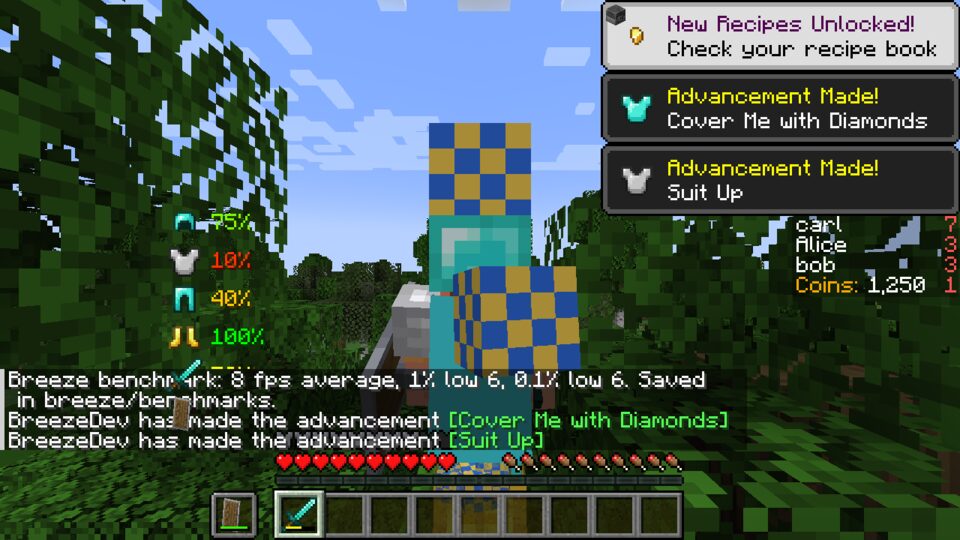 New Recipes Unlocked!
Check your recipe book
Advancement Made!
Cover Me with Diamonds
Advancement Made!
Suit Up
carl 7
Alice 3
bob 3
Coins: 1,250 1
75%
10%
40%
100%
Breeze benchmark: 8 fps average, 1% low 6, 0.1% low 6. Saved
in breeze/benchmarks.
BreezeDev has made the advancement [Cover Me with Diamonds]
BreezeDev has made the advancement [Suit Up]